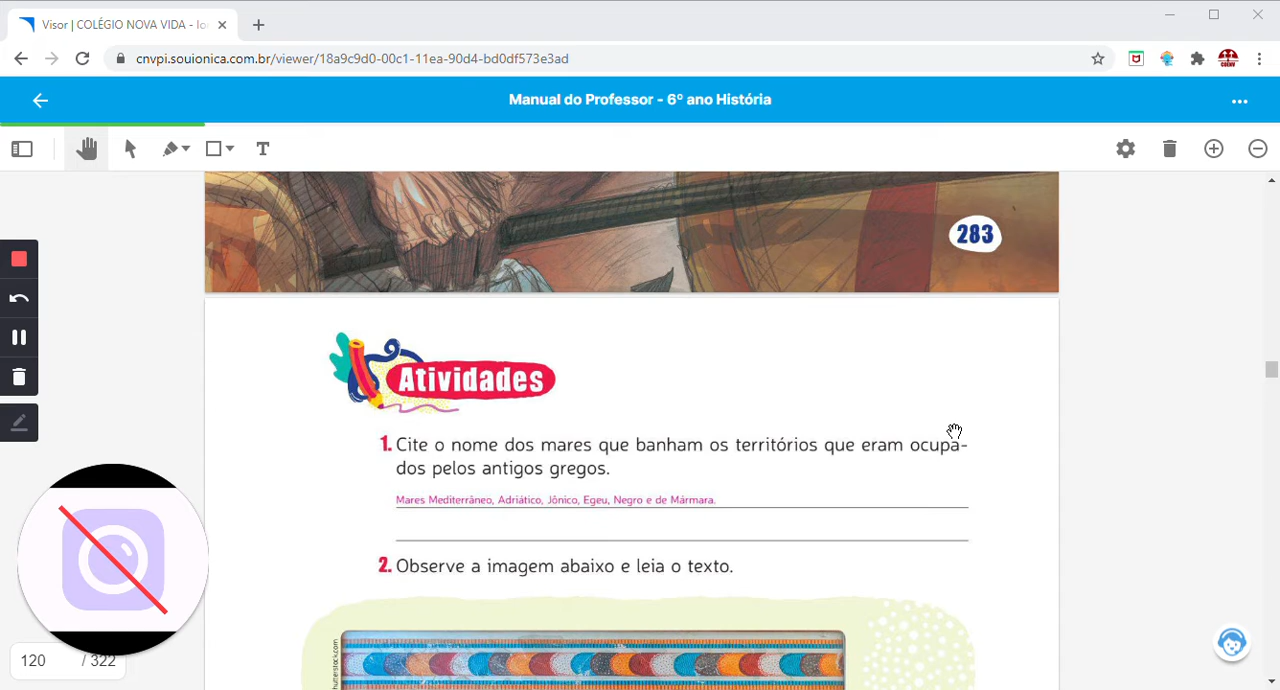 Visor | COLÉGIO NOVA VIDA - Io
cnvpi.souionica.com.br/viewer/18a9c9d0-00c1-11ea-90d4-bd0df573e3ad
Manual do Professor - 6º ano História
T
283
Atividades
1. Cite o nome dos mares que banham os territórios que eram ocupa-
dos pelos antigos gregos.
Mares Mediterrâneo, Adriático, Jônico, Egeu, Negro e de Mármara.
2. Observe a imagem abaixo e leia o texto.
hutterstock.com
120 / 322